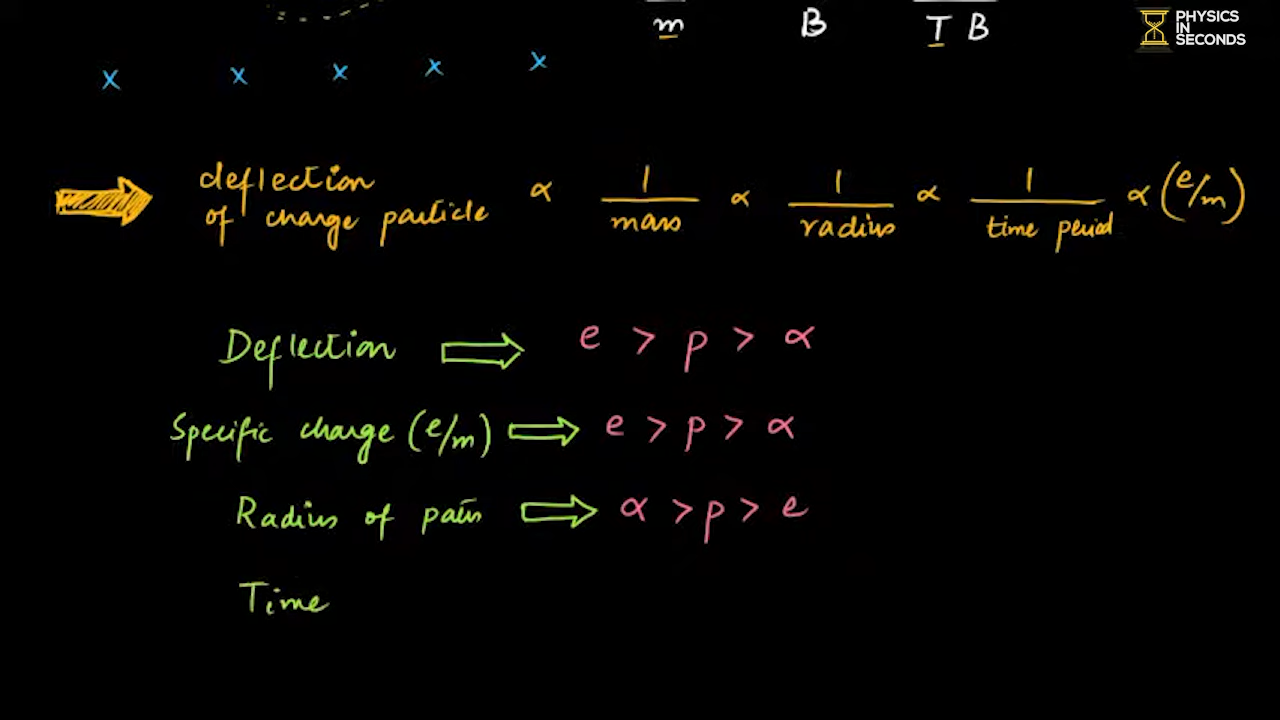 m B T B
PHYSICS
IN
SECONDS
x x x x x
deflection of charge particle ∝ 1/mass ∝ 1/radius ∝ 1/time period ∝ (e/m)
Deflection ⇒ e > p > α
Specific charge (e/m) ⇒ e > p > α
Radius of path ⇒ α > p > e
Time